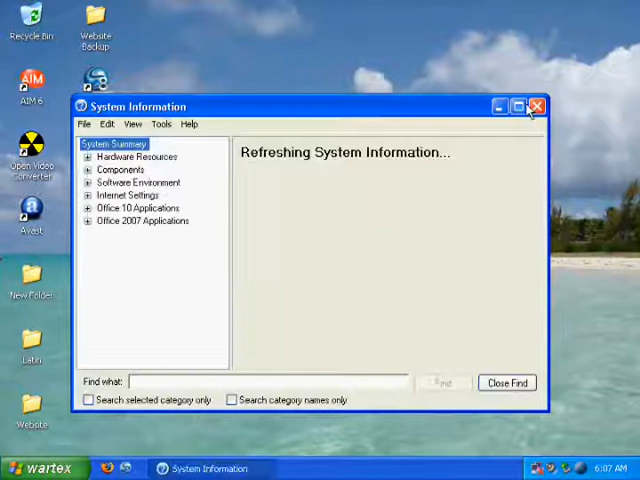 Recycle Bin
Website
Backup
AIM
AIM 6
Open Video
Converter
Avast
New Folder
Latin
Website
System Information
File Edit View Tools Help
System Summary
Hardware Resources
Components
Software Environment
Internet Settings
Office 10 Applications
Office 2007 Applications
Refreshing System Information...
Find what:
Find
Close Find
Search selected category only
Search category names only
wartex
System Information
6:07 AM